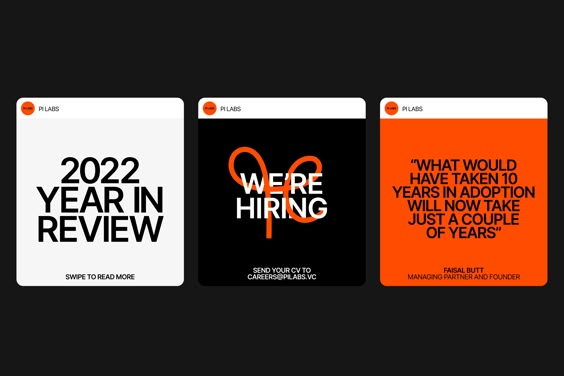 PI LABS
2022
YEAR IN
REVIEW
SWIPE TO READ MORE
PI LABS
WE'RE
HIRING
SEND YOUR CV TO
CAREERS@PILABS.VC
PI LABS
“WHAT WOULD
HAVE TAKEN 10
YEARS IN ADOPTION
WILL NOW TAKE
JUST A COUPLE
OF YEARS”
FAISAL BUTT
MANAGING PARTNER AND FOUNDER